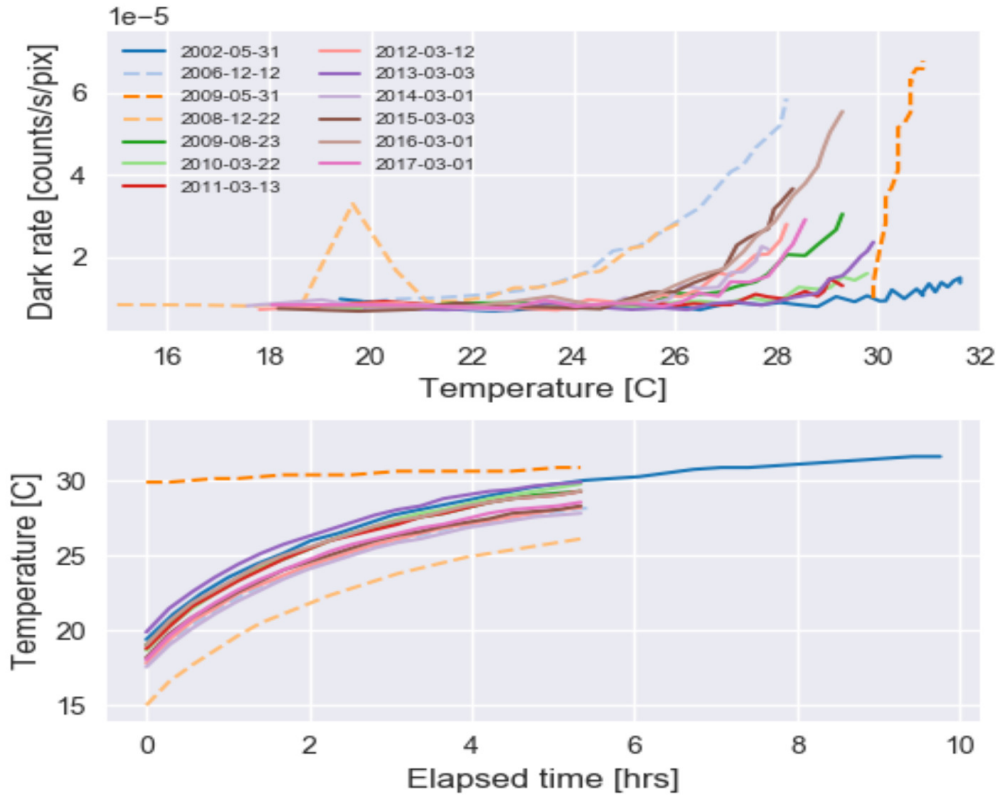 1e−5
Dark rate [counts/s/pix]
6
4
2
2002-05-31
2006-12-12
2009-05-31
2008-12-22
2009-08-23
2010-03-22
2011-03-13
2012-03-12
2013-03-03
2014-03-01
2015-03-03
2016-03-01
2017-03-01
16 18 20 22 24 26 28 30 32
Temperature [C]
Temperature [C]
30
25
20
15
0 2 4 6 8 10
Elapsed time [hrs]